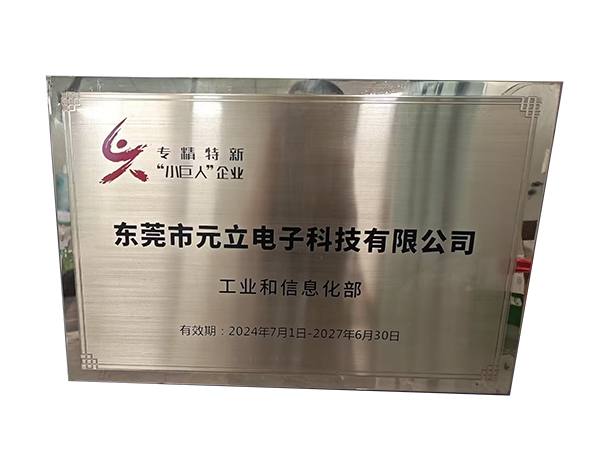 专精特新
“小巨人”企业
东莞市元立电子科技有限公司
工业和信息化部
有效期：2024年7月1日-2027年6月30日